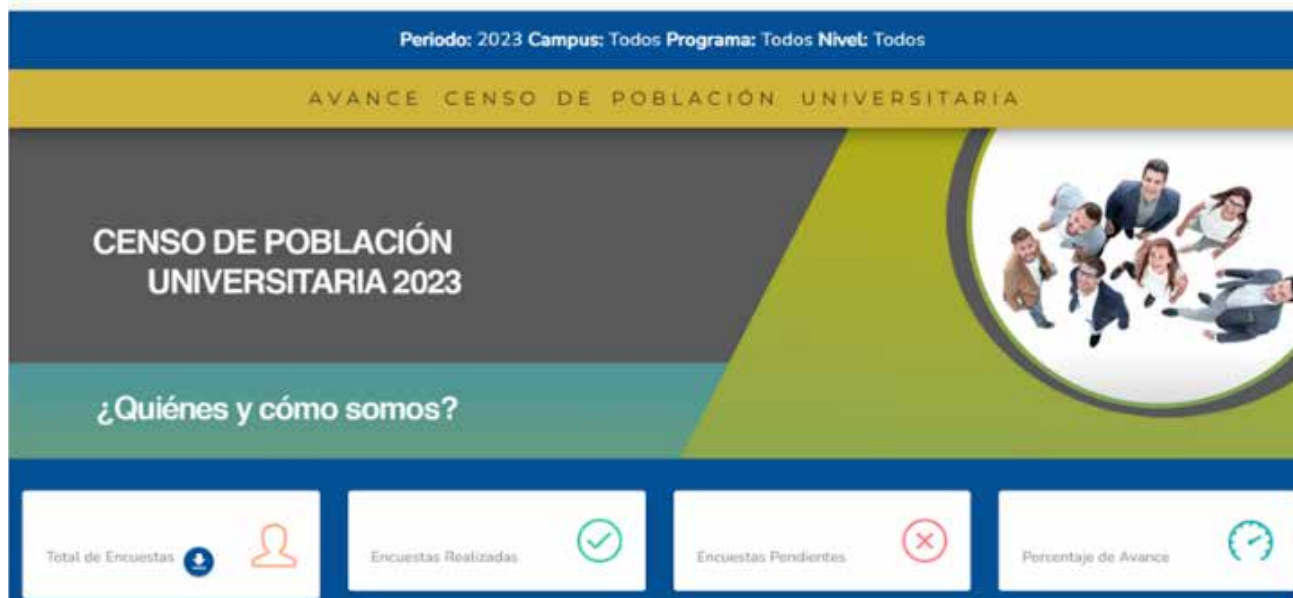 Periodo: 2023 Campus: Todos Programa: Todos Nivel: Todos
AVANCE CENSO DE POBLACIÓN UNIVERSITARIA
CENSO DE POBLACIÓN
UNIVERSITARIA 2023
¿Quiénes y cómo somos?
Total de Encuestas
Encuestas Realizadas
Encuestas Pendientes
Porcentaje de Avance